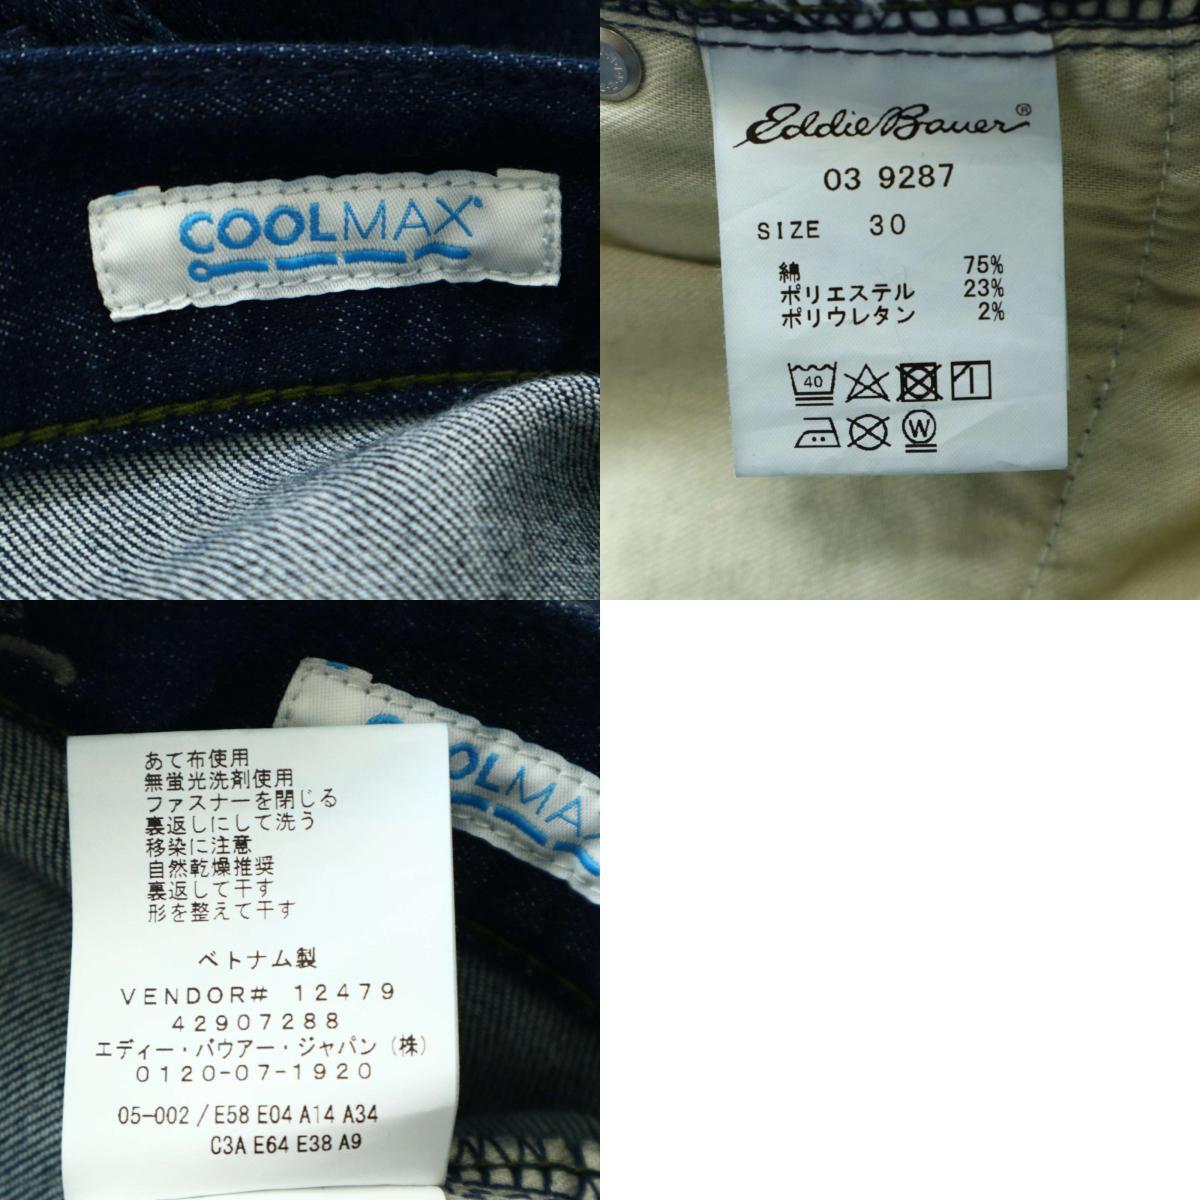 COOLMAX
Eddie Bauer®
03 9287
SIZE 30
綿 75%
ポリエステル 23%
ポリウレタン 2%
40
W
COOLMA
あて布使用
無蛍光洗剤使用
ファスナーを閉じる
裏返しにして洗う
移染に注意
自然乾燥推奨
裏返して干す
形を整えて干す
ベトナム製
VENDOR# 12479
42907288
エディー・バウアー・ジャパン(株)
0120-07-1920
05-002 / E58 E04 A14 A34
C3A E64 E38 A9